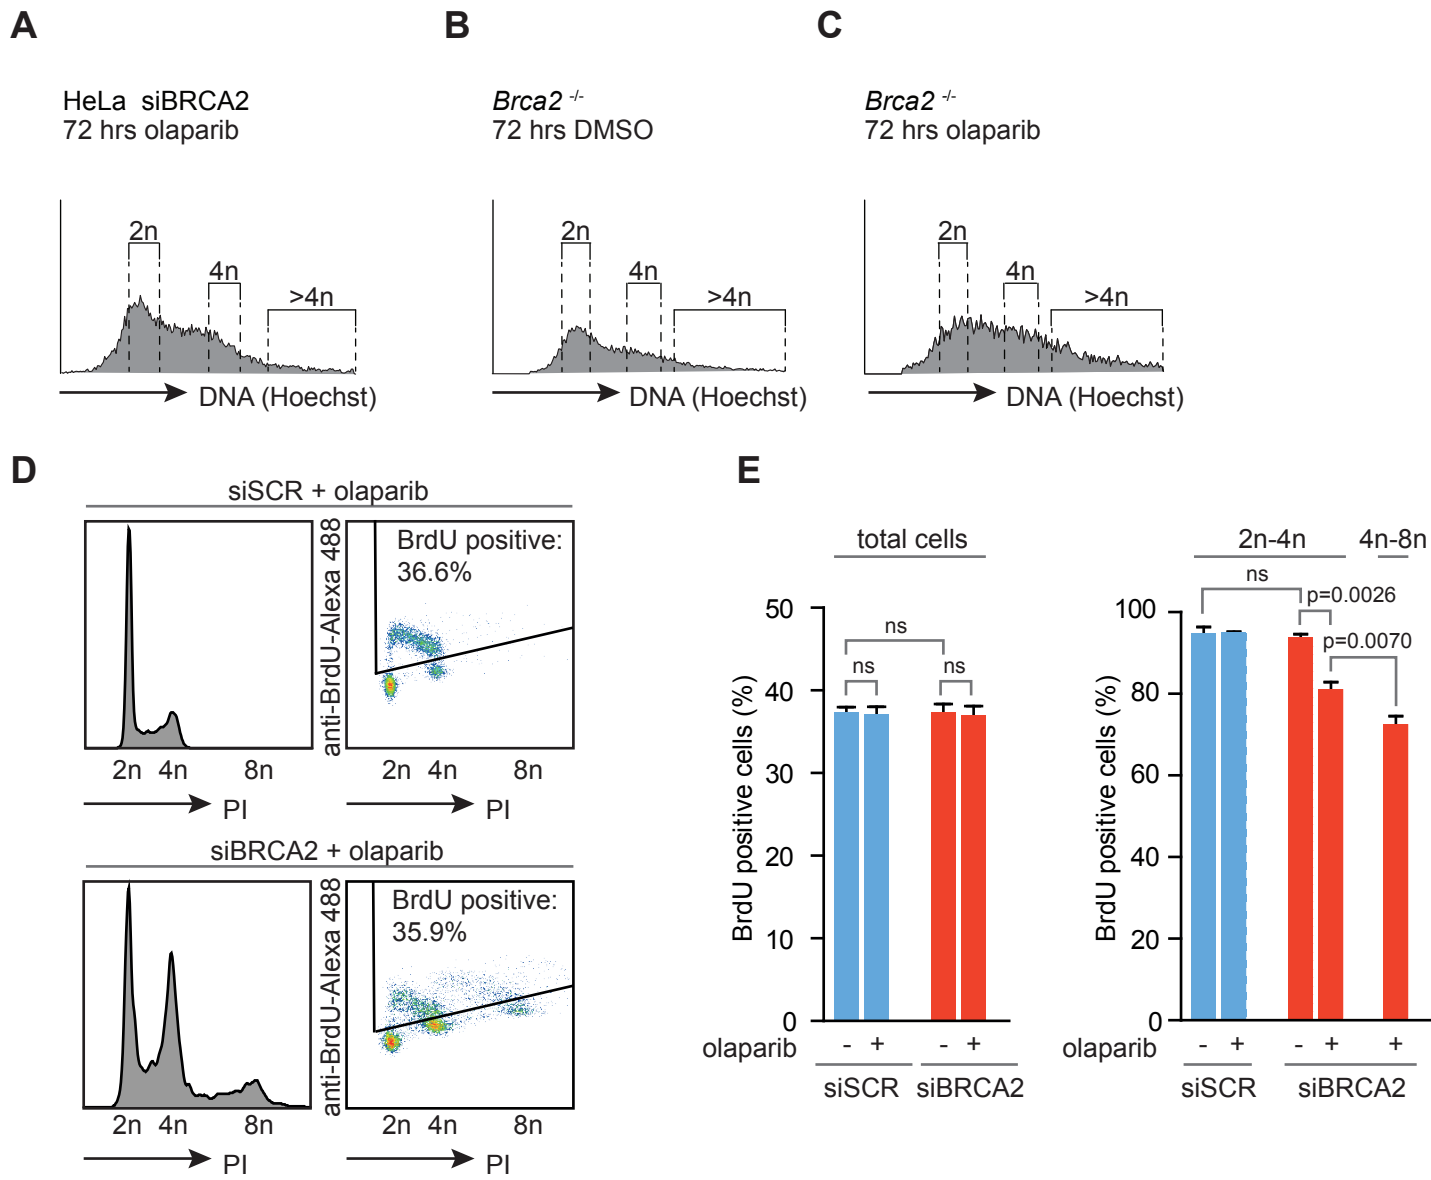 A
B
C
HeLa siBRCA2
72 hrs olaparib
Brca2 -/-
72 hrs DMSO
Brca2 -/-
72 hrs olaparib
2n
4n
>4n
DNA (Hoechst)
2n
4n
>4n
DNA (Hoechst)
2n
4n
>4n
DNA (Hoechst)
D
siSCR + olaparib
2n 4n 8n
PI
anti-BrdU-Alexa 488
BrdU positive:
36.6%
2n 4n 8n
PI
siBRCA2 + olaparib
2n 4n 8n
PI
anti-BrdU-Alexa 488
BrdU positive:
35.9%
2n 4n 8n
PI
E
total cells
BrdU positive cells (%)
50
40
30
20
10
0
ns
ns
ns
olaparib - + - +
siSCR siBRCA2
2n-4n 4n-8n
BrdU positive cells (%)
100
80
60
40
20
0
ns
p=0.0026
p=0.0070
olaparib - + - + +
siSCR siBRCA2